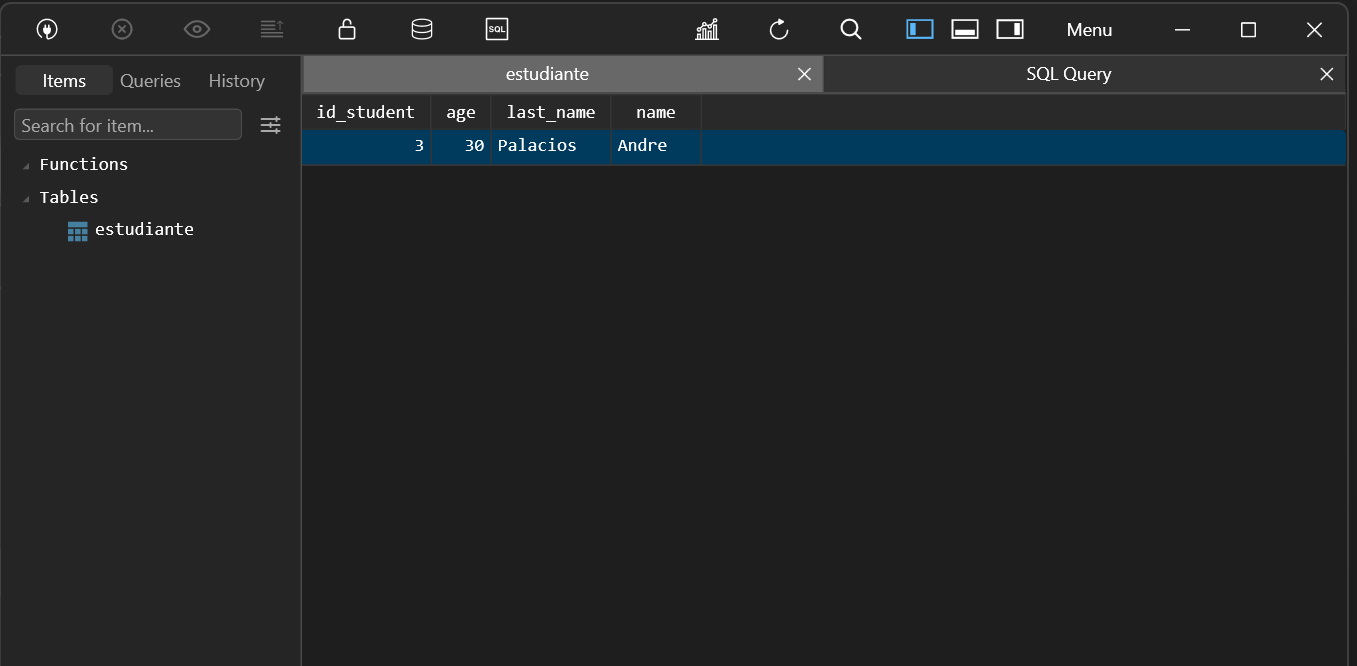 SQL
Menu
Items Queries History
estudiante
SQL Query
Search for item...
id_student age last_name name
3 30 Palacios Andre
Functions
Tables
estudiante